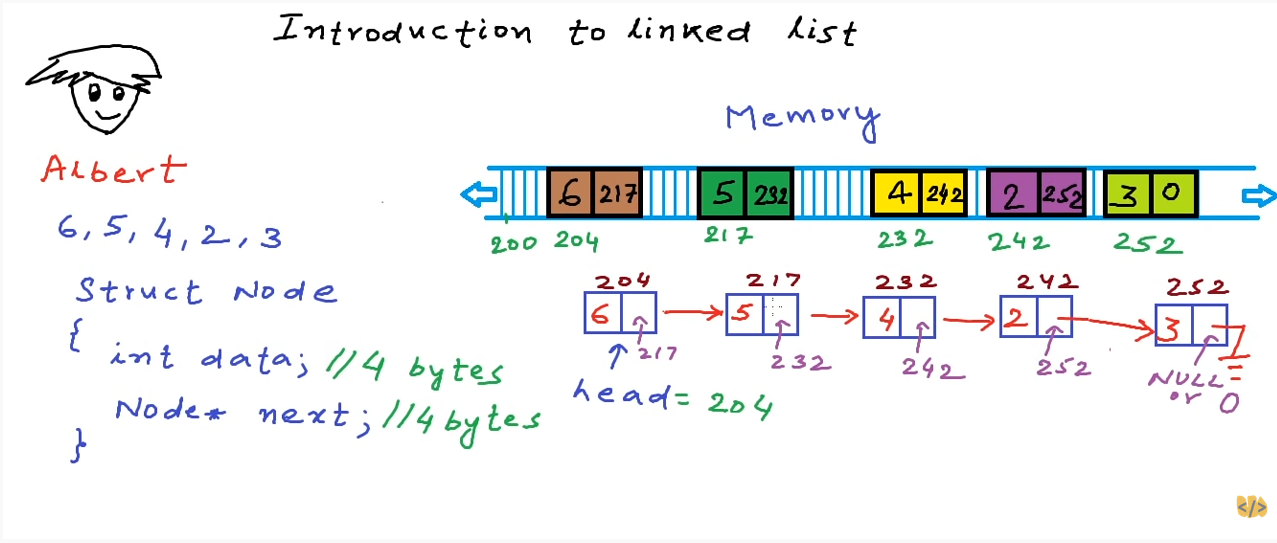 Introduction to linked list
Albert
6, 5, 4, 2, 3
Struct Node
{
int data; //4 bytes
Node* next; //4 bytes
}
Memory
6 217 5 232 4 242 2 252 3 0
200 204 217 232 242 252
204 217 232 242 252
6 5 4 2 3
217 232 242 252 NULL
or 0
head = 204
</>